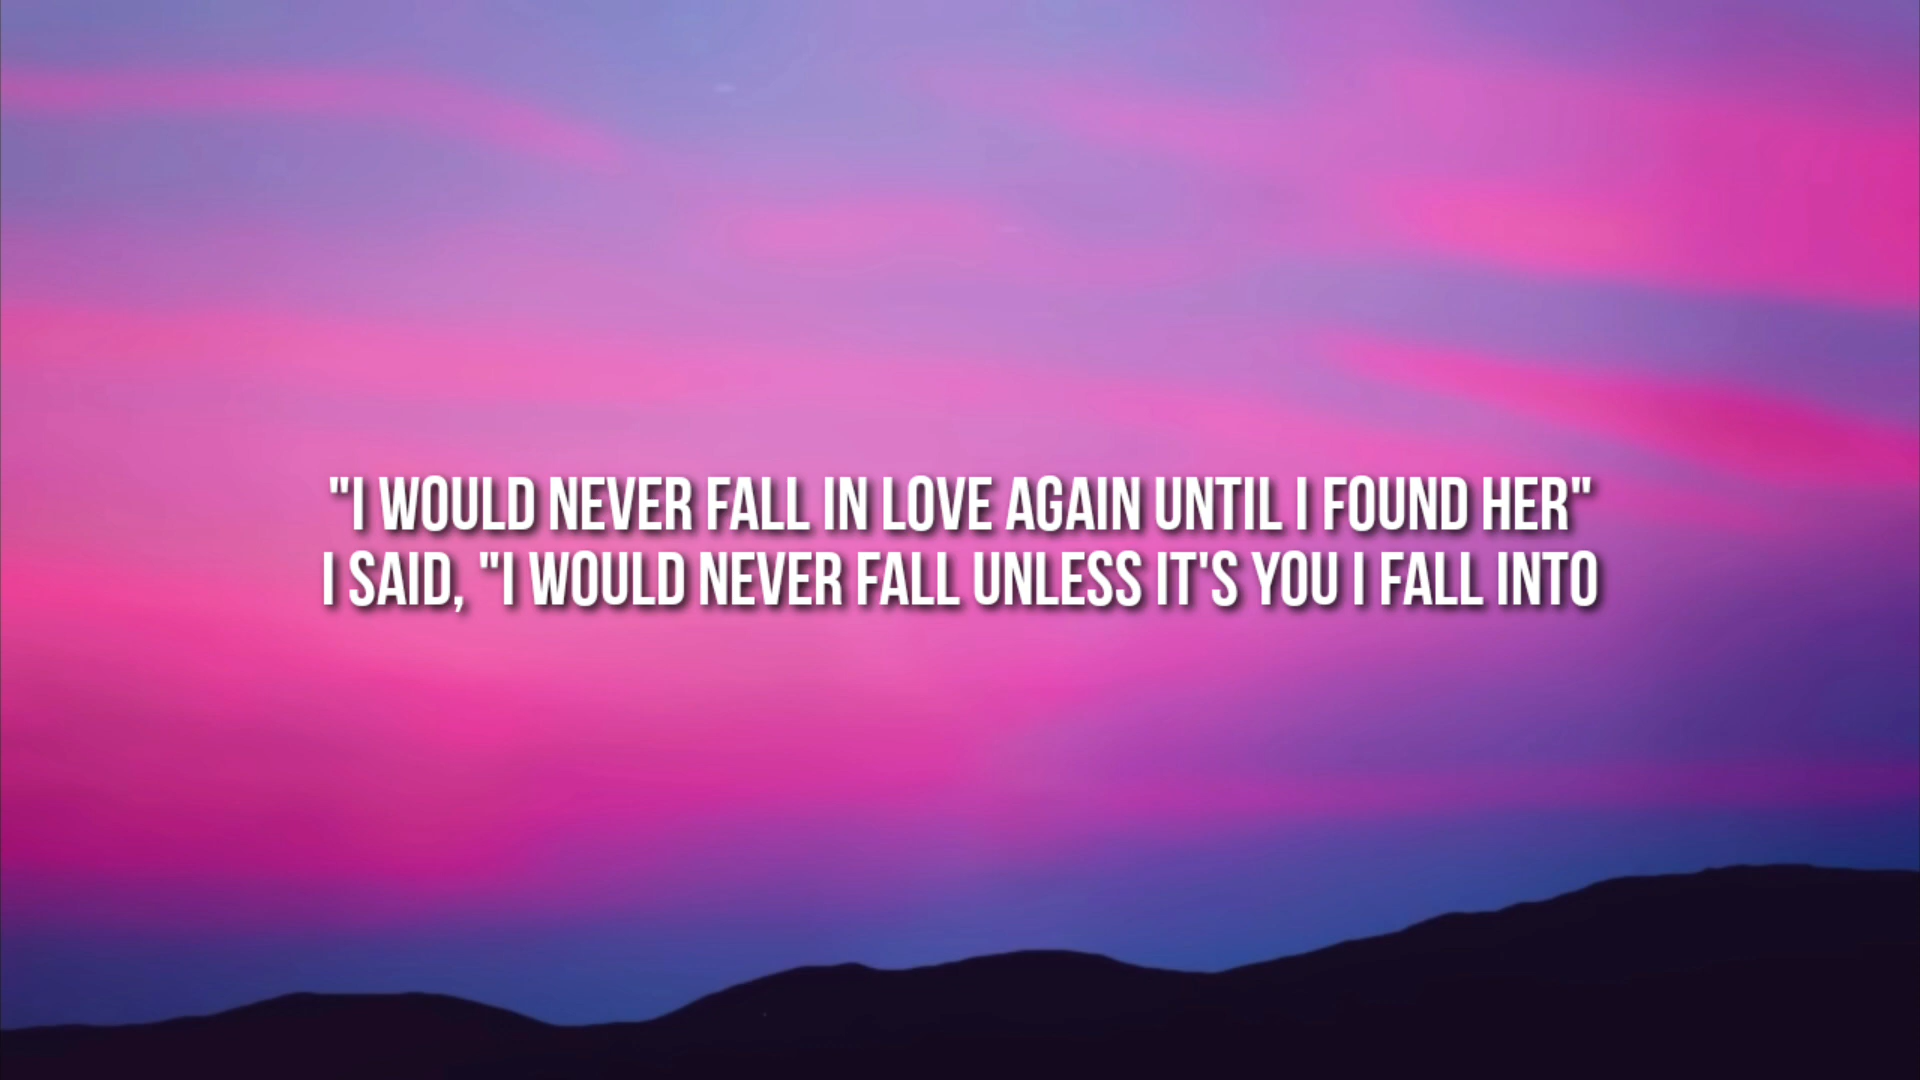 "I WOULD NEVER FALL IN LOVE AGAIN UNTIL I FOUND HER"
I SAID, "I WOULD NEVER FALL UNLESS IT'S YOU I FALL INTO